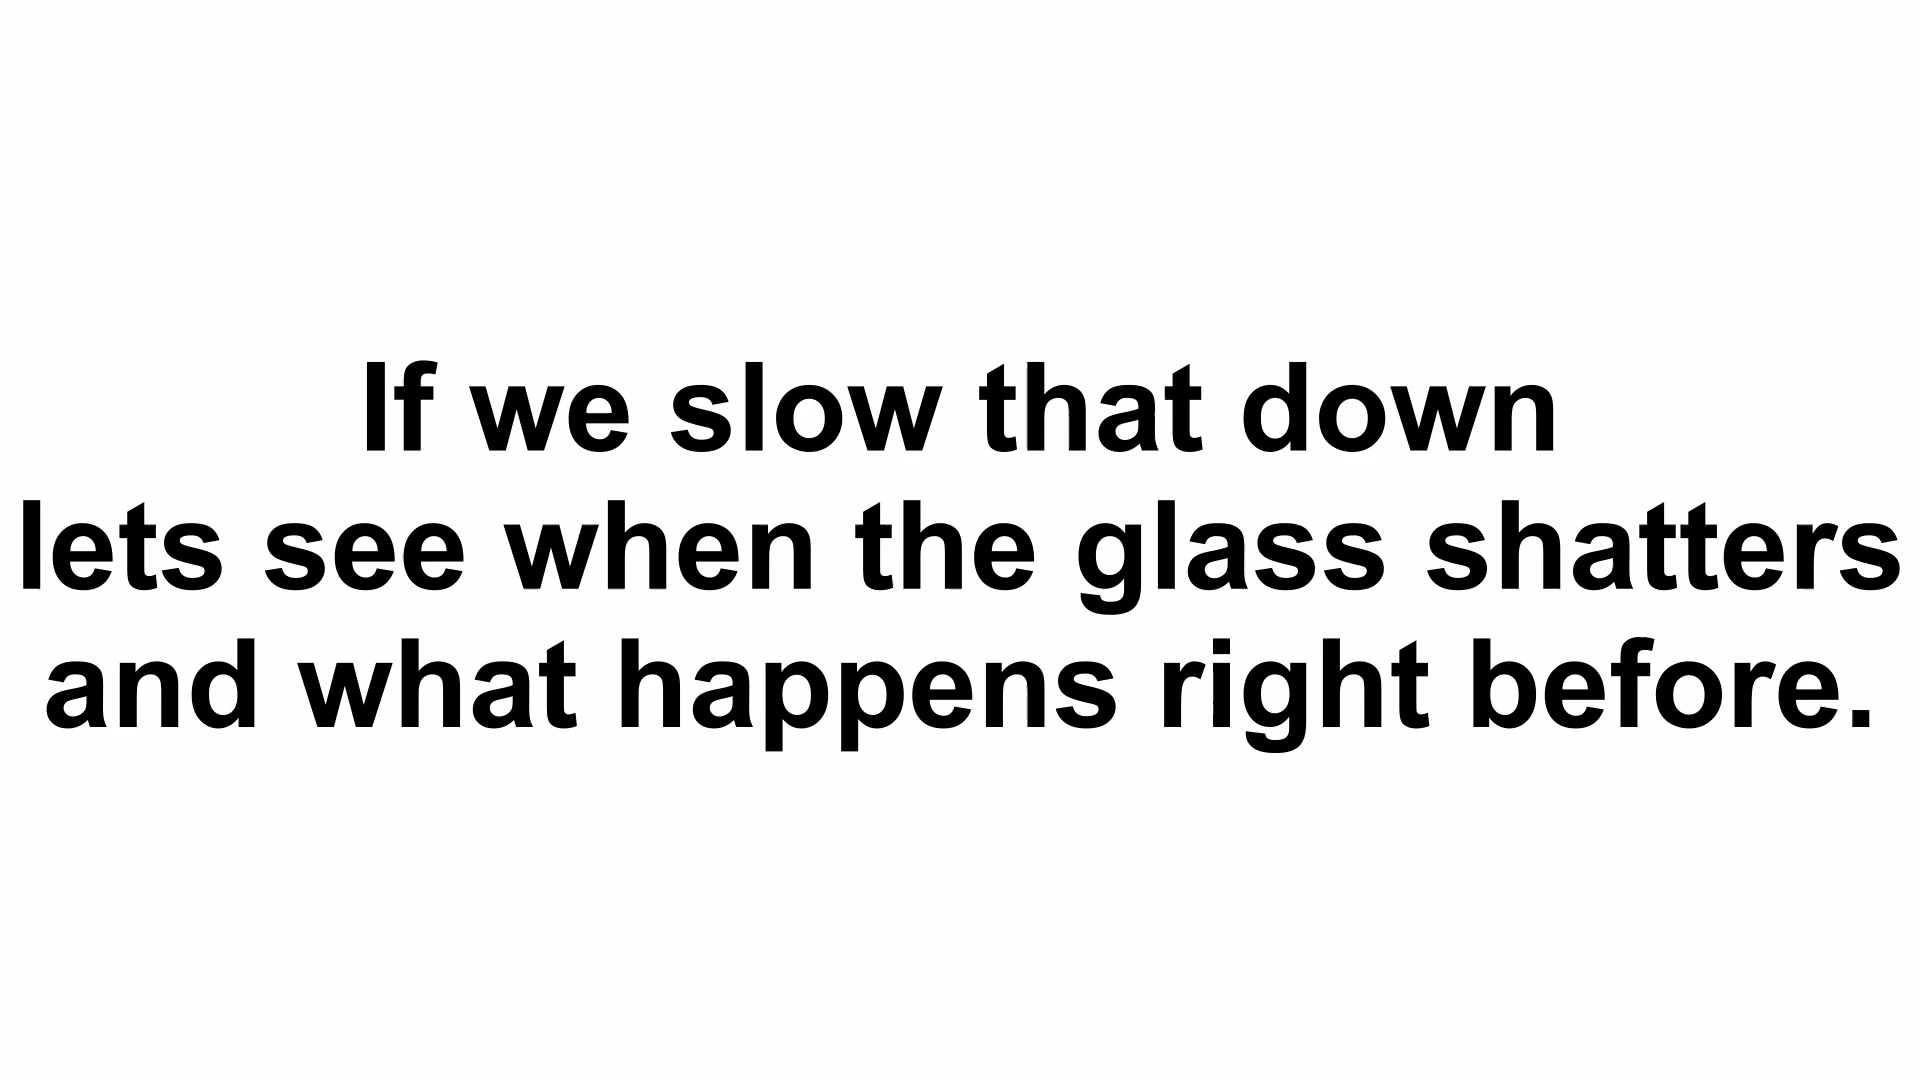 If we slow that down
lets see when the glass shatters
and what happens right before.